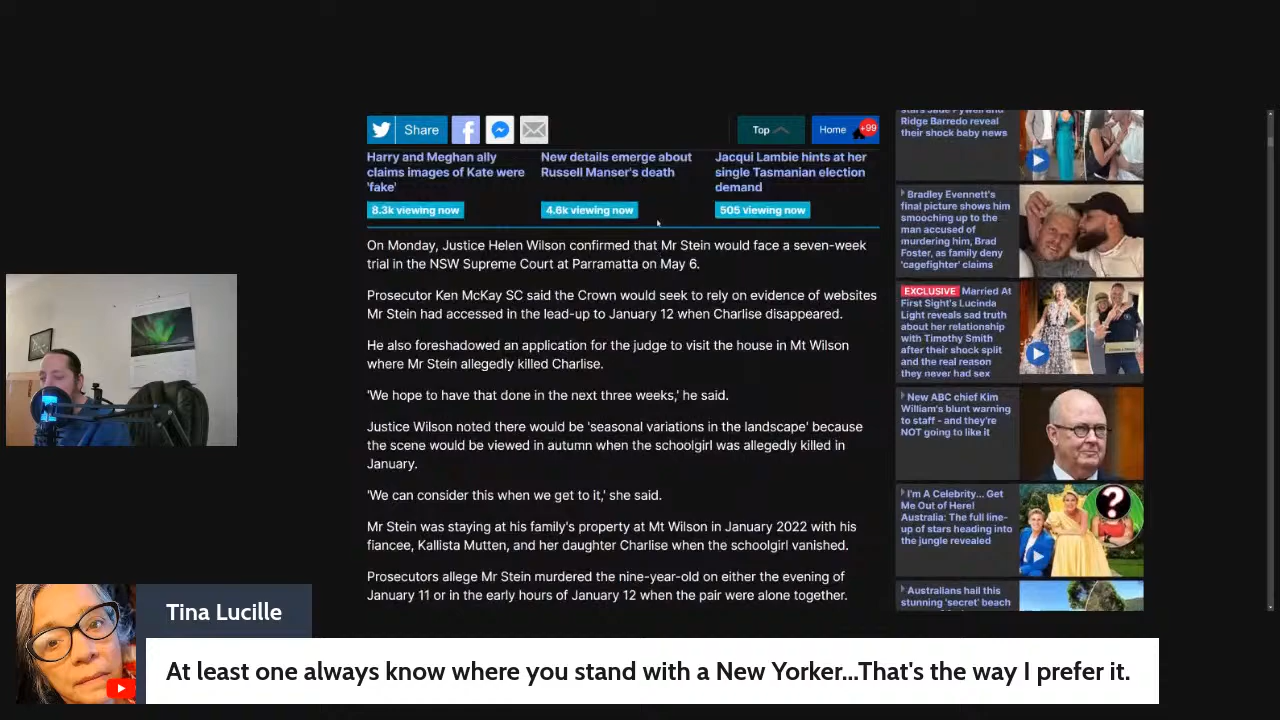 Share
Top
Home
+99
Harry and Meghan ally
claims images of Kate were
'fake'
8.3k viewing now
New details emerge about
Russell Manser's death
4.6k viewing now
Jacqui Lambie hints at her
single Tasmanian election
demand
505 viewing now
On Monday, Justice Helen Wilson confirmed that Mr Stein would face a seven-week
trial in the NSW Supreme Court at Parramatta on May 6.
Prosecutor Ken McKay SC said the Crown would seek to rely on evidence of websites
Mr Stein had accessed in the lead-up to January 12 when Charlise disappeared.
He also foreshadowed an application for the judge to visit the house in Mt Wilson
where Mr Stein allegedly killed Charlise.
'We hope to have that done in the next three weeks,' he said.
Justice Wilson noted there would be 'seasonal variations in the landscape' because
the scene would be viewed in autumn when the schoolgirl was allegedly killed in
January.
'We can consider this when we get to it,' she said.
Mr Stein was staying at his family's property at Mt Wilson in January 2022 with his
fiancee, Kallista Mutten, and her daughter Charlise when the schoolgirl vanished.
Prosecutors allege Mr Stein murdered the nine-year-old on either the evening of
January 11 or in the early hours of January 12 when the pair were alone together.
Ridge Barredo reveal
their shock baby news
Bradley Evennett's
final picture shows him
smooching up to the
man accused of
murdering him, Brad
Foster, as family deny
'cagefighter' claims
EXCLUSIVE Married At
First Sight's Lucinda
Light reveals sad truth
about her relationship
with Timothy Smith
after their shock split
and the real reason
they never had sex
New ABC chief Kim
William's blunt warning
to staff - and they're
NOT going to like it
I'm A Celebrity... Get
Me Out of Here!
Australia: The full line-
up of stars heading into
the jungle revealed
?
Australians hail this
stunning 'secret' beach
Tina Lucille
At least one always know where you stand with a New Yorker...That's the way I prefer it.